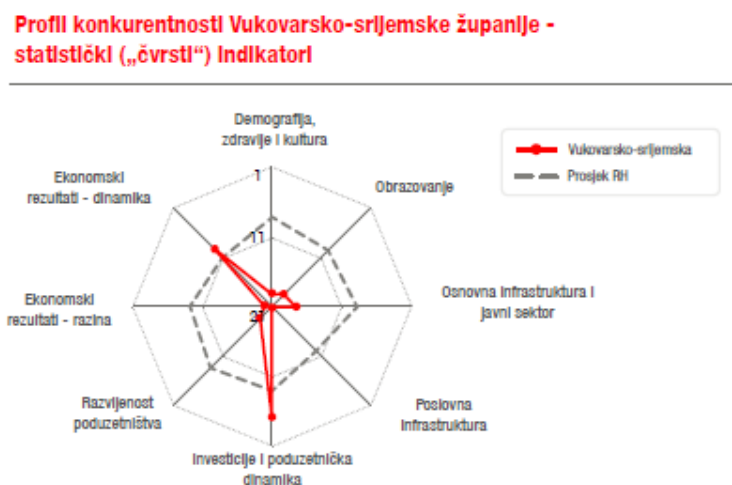 Profil konkurentnosti Vukovarsko-srijemske županije -
statistički („čvrsti“) indikatori
Demografija,
zdravlje i kultura
Vukovarsko-srijemska
Prosjek RH
Ekonomski
rezultati - dinamika
1
Obrazovanje
11
Ekonomski
rezultati - razina
21
Osnovna infrastruktura i
javni sektor
Razvijenost
poduzetništva
Poslovna
infrastruktura
Investicije i poduzetnička
dinamika